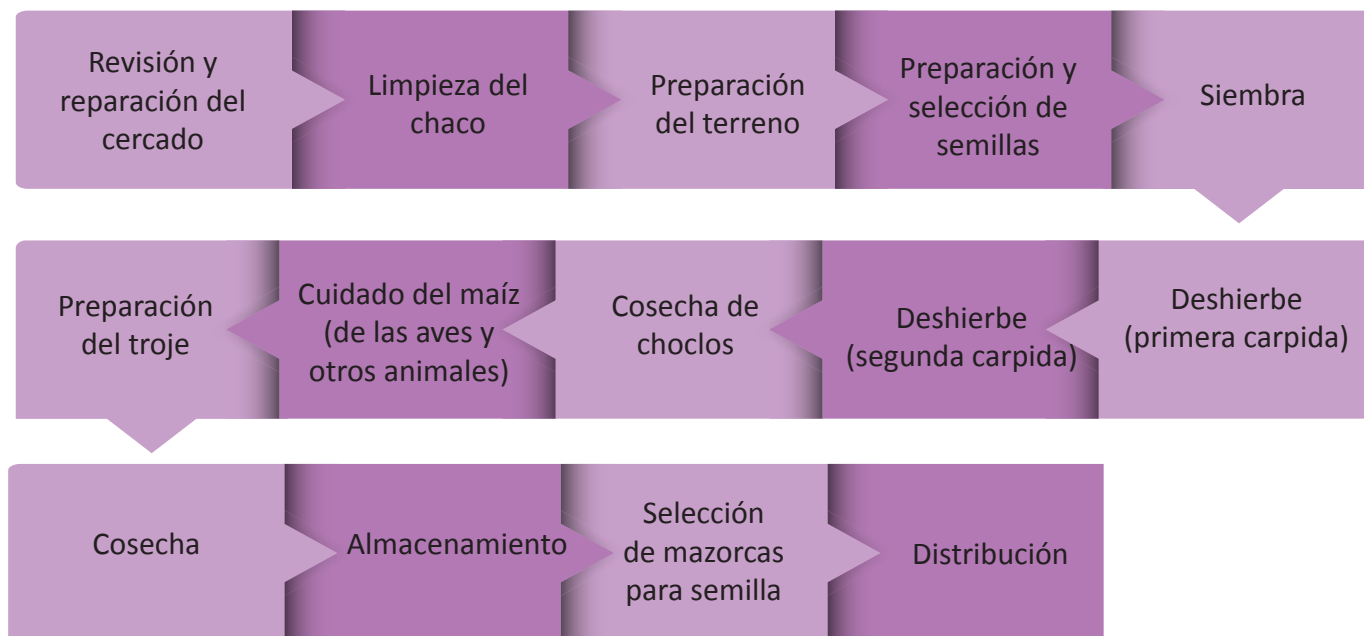 Revisión y
reparación del
cercado
Limpieza del
chaco
Preparación
del terreno
Preparación y
selección de
semillas
Siembra
Deshierbe
(primera carpida)
Deshierbe
(segunda carpida)
Cosecha de
choclos
Cuidado del maíz
(de las aves y
otros animales)
Preparación
del troje
Cosecha
Almacenamiento
Selección
de mazorcas
para semilla
Distribución